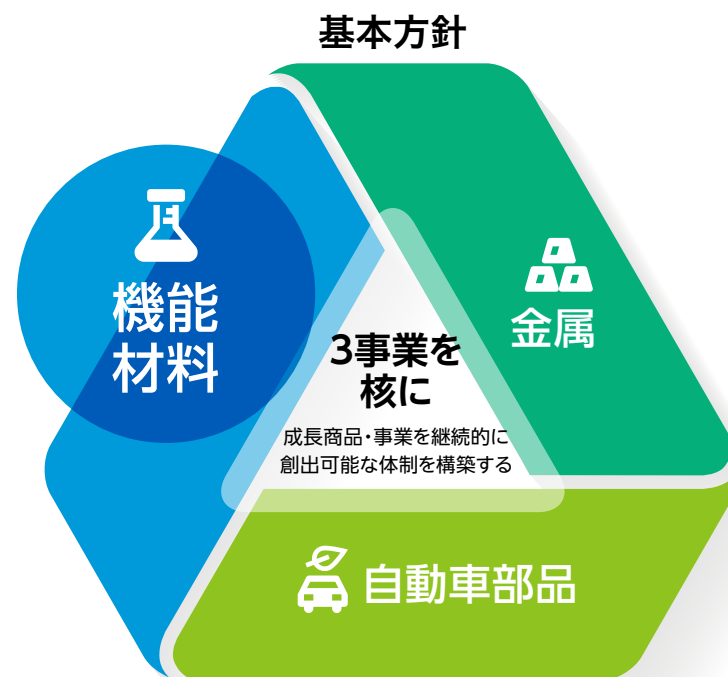 基本方針
機能
材料
金属
3事業を
核に
成長商品・事業を継続的に
創出可能な体制を構築する
自動車部品